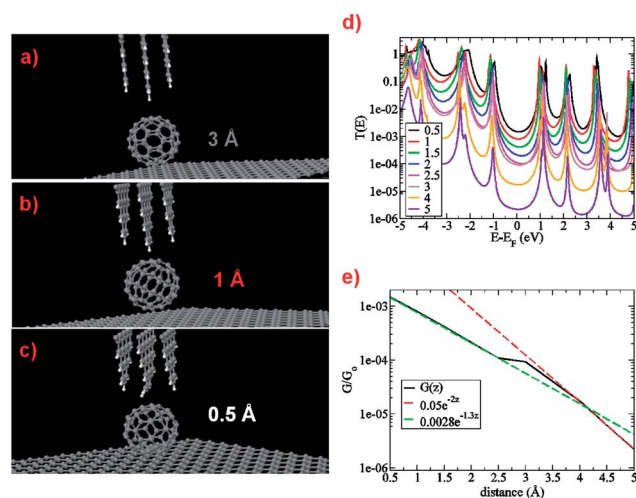 a)
3 Å
b)
1 Å
c)
0.5 Å
d)
T(E)
1
0.1
1e-02
1e-03
1e-04
1e-05
1e-06
0.5
1
1.5
2
2.5
3
4
5
-5 -4 -3 -2 -1 0 1 2 3 4 5
E-E_F (eV)
e)
G/G_o
1e-03
1e-04
1e-05
1e-06
G(z)
0.05e^-2z
0.0028e^-1.3z
0.5 1 1.5 2 2.5 3 3.5 4 4.5 5
distance (Å)